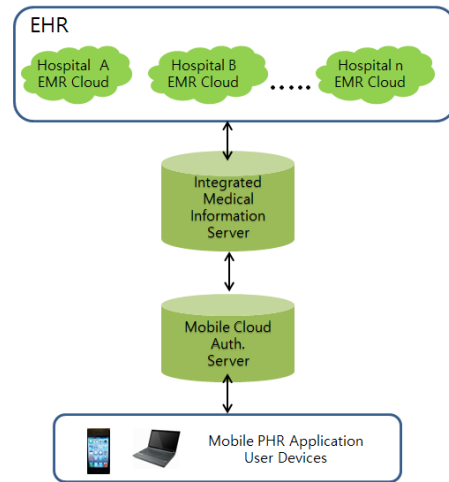 EHR
Hospital A Hospital B Hospital n
EMR Cloud EMR Cloud ..... EMR Cloud
Integrated
Medical
Information
Server
Mobile Cloud
Auth.
Server
Mobile PHR Application
User Devices